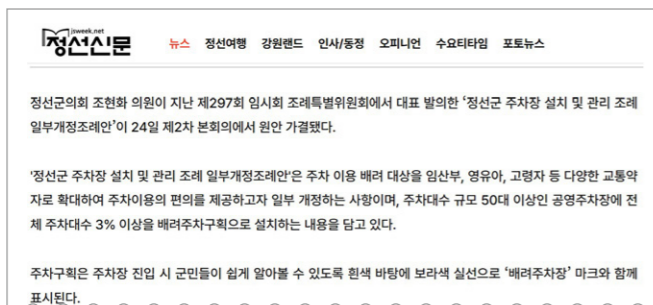 jsweek.net
정선신문
뉴스 정선여행 강원랜드 인사/동정 오피니언 수요티타임 포토뉴스
정선군의회 조현화 의원이 지난 제297회 임시회 조례특별위원회에서 대표 발의한 ‘정선군 주차장 설치 및 관리 조례
일부개정조례안’이 24일 제2차 본회의에서 원안 가결됐다.
'정선군 주차장 설치 및 관리 조례 일부개정조례안'은 주차 이용 배려 대상을 임산부, 영유아, 고령자 등 다양한 교통약
자로 확대하여 주차이용의 편의를 제공하고자 일부 개정하는 사항이며, 주차대수 규모 50대 이상인 공영주차장에 전
체 주차대수 3% 이상을 배려주차구획으로 설치하는 내용을 담고 있다.
주차구획은 주차장 진입 시 군민들이 쉽게 알아볼 수 있도록 흰색 바탕에 보라색 실선으로 ‘배려주차장’ 마크와 함께
표시된다.